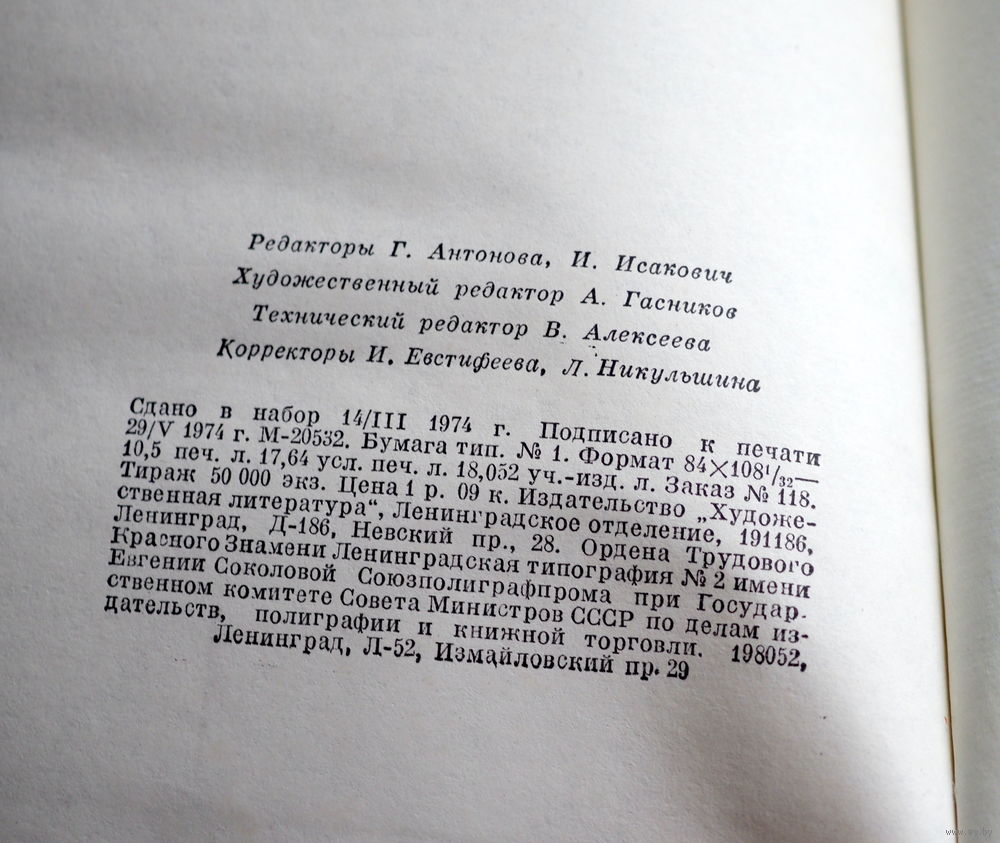 Редакторы Г. Антонова, И. Исакович
Художественный редактор А. Гасников
Технический редактор В. Алексеева
Корректоры И. Евстифеева, Л. Никульшина
Сдано в набор 14/III 1974 г. Подписано к печати
29/V 1974 г. М-20532. Бумага тип. № 1. Формат 84×108¹/₃₂—
10,5 печ. л. 17,64 усл. печ. л. 18,052 уч.-изд. л. Заказ № 118.
Тираж 50 000 экз. Цена 1 р. 09 к. Издательство „Художе-
ственная литература“, Ленинградское отделение, 191186,
Ленинград, Д-186, Невский пр., 28. Ордена Трудового
Красного Знамени Ленинградская типография № 2 имени
Евгении Соколовой Союзполиграфпрома при Государ-
ственном комитете Совета Министров СССР по делам из-
дательств, полиграфии и книжной торговли. 198052,
Ленинград, Л-52, Измайловский пр. 29
www.ay.by